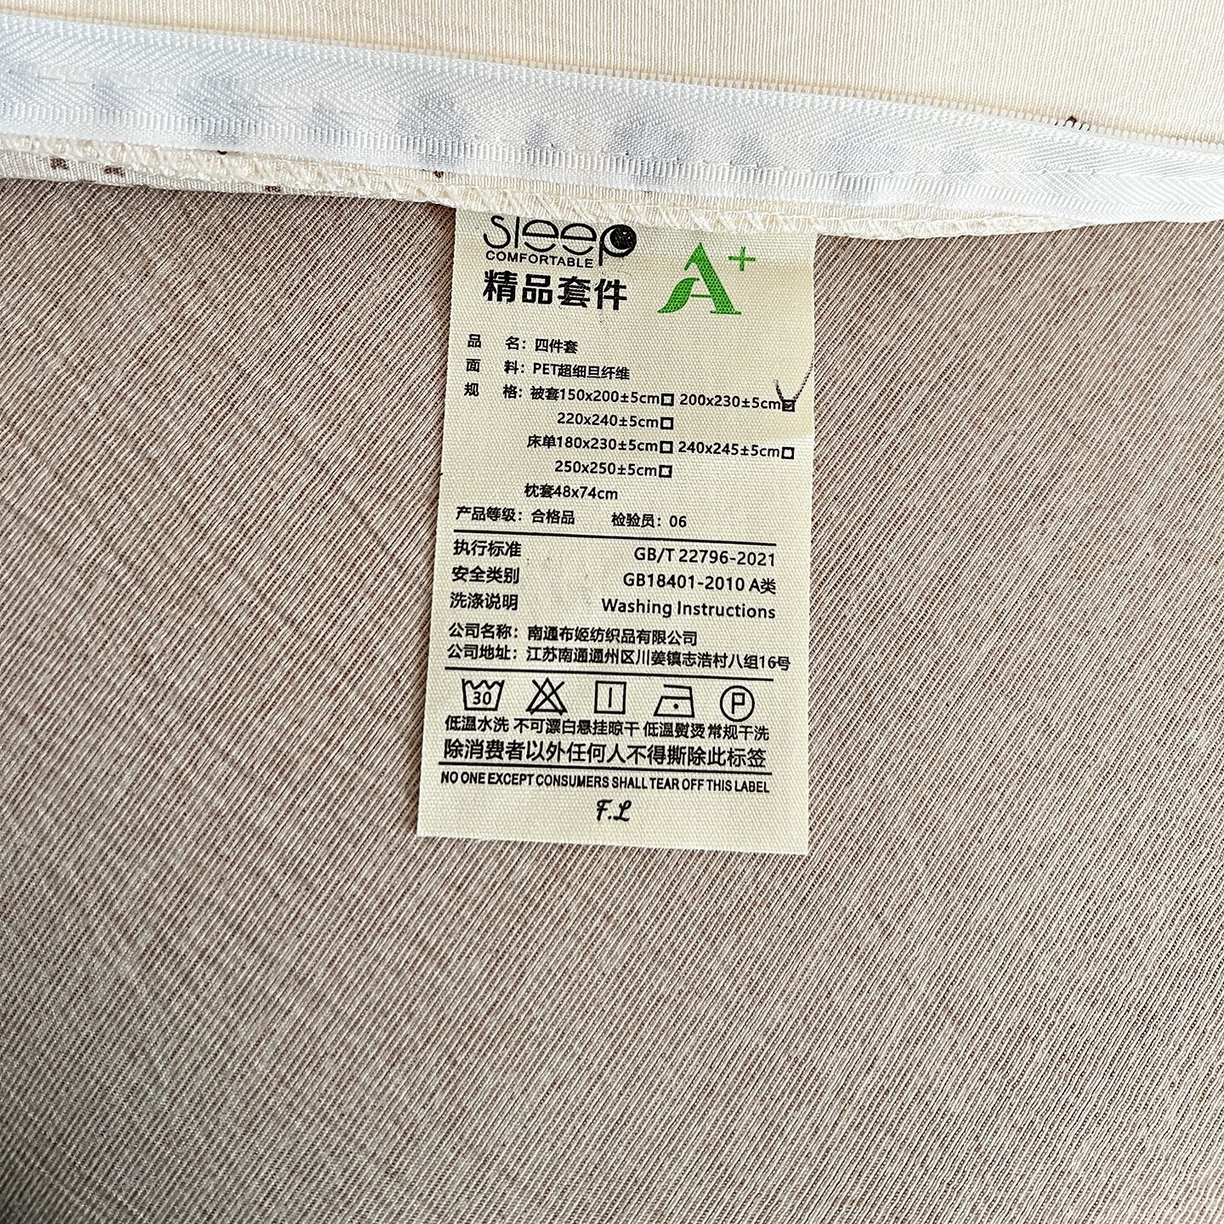 sleep
COMFORTABLE
精品套件
A+
品 名：四件套
面 料：PET超细旦纤维
规 格：被套150x200±5cm□ 200x230±5cm□
220x240±5cm□
床单180x230±5cm□ 240x245±5cm□
250x250±5cm□
枕套48x74cm
产品等级：合格品 检验员：06
执行标准 GB/T 22796-2021
安全类别 GB18401-2010 A类
洗涤说明 Washing Instructions
公司名称：南通布姬纺织品有限公司
公司地址：江苏南通通州区川姜镇志浩村八组16号
30 P
低温水洗 不可漂白悬挂晾干 低温熨烫常规干洗
除消费者以外任何人不得撕除此标签
NO ONE EXCEPT CONSUMERS SHALL TEAR OFF THIS LABEL
F.L